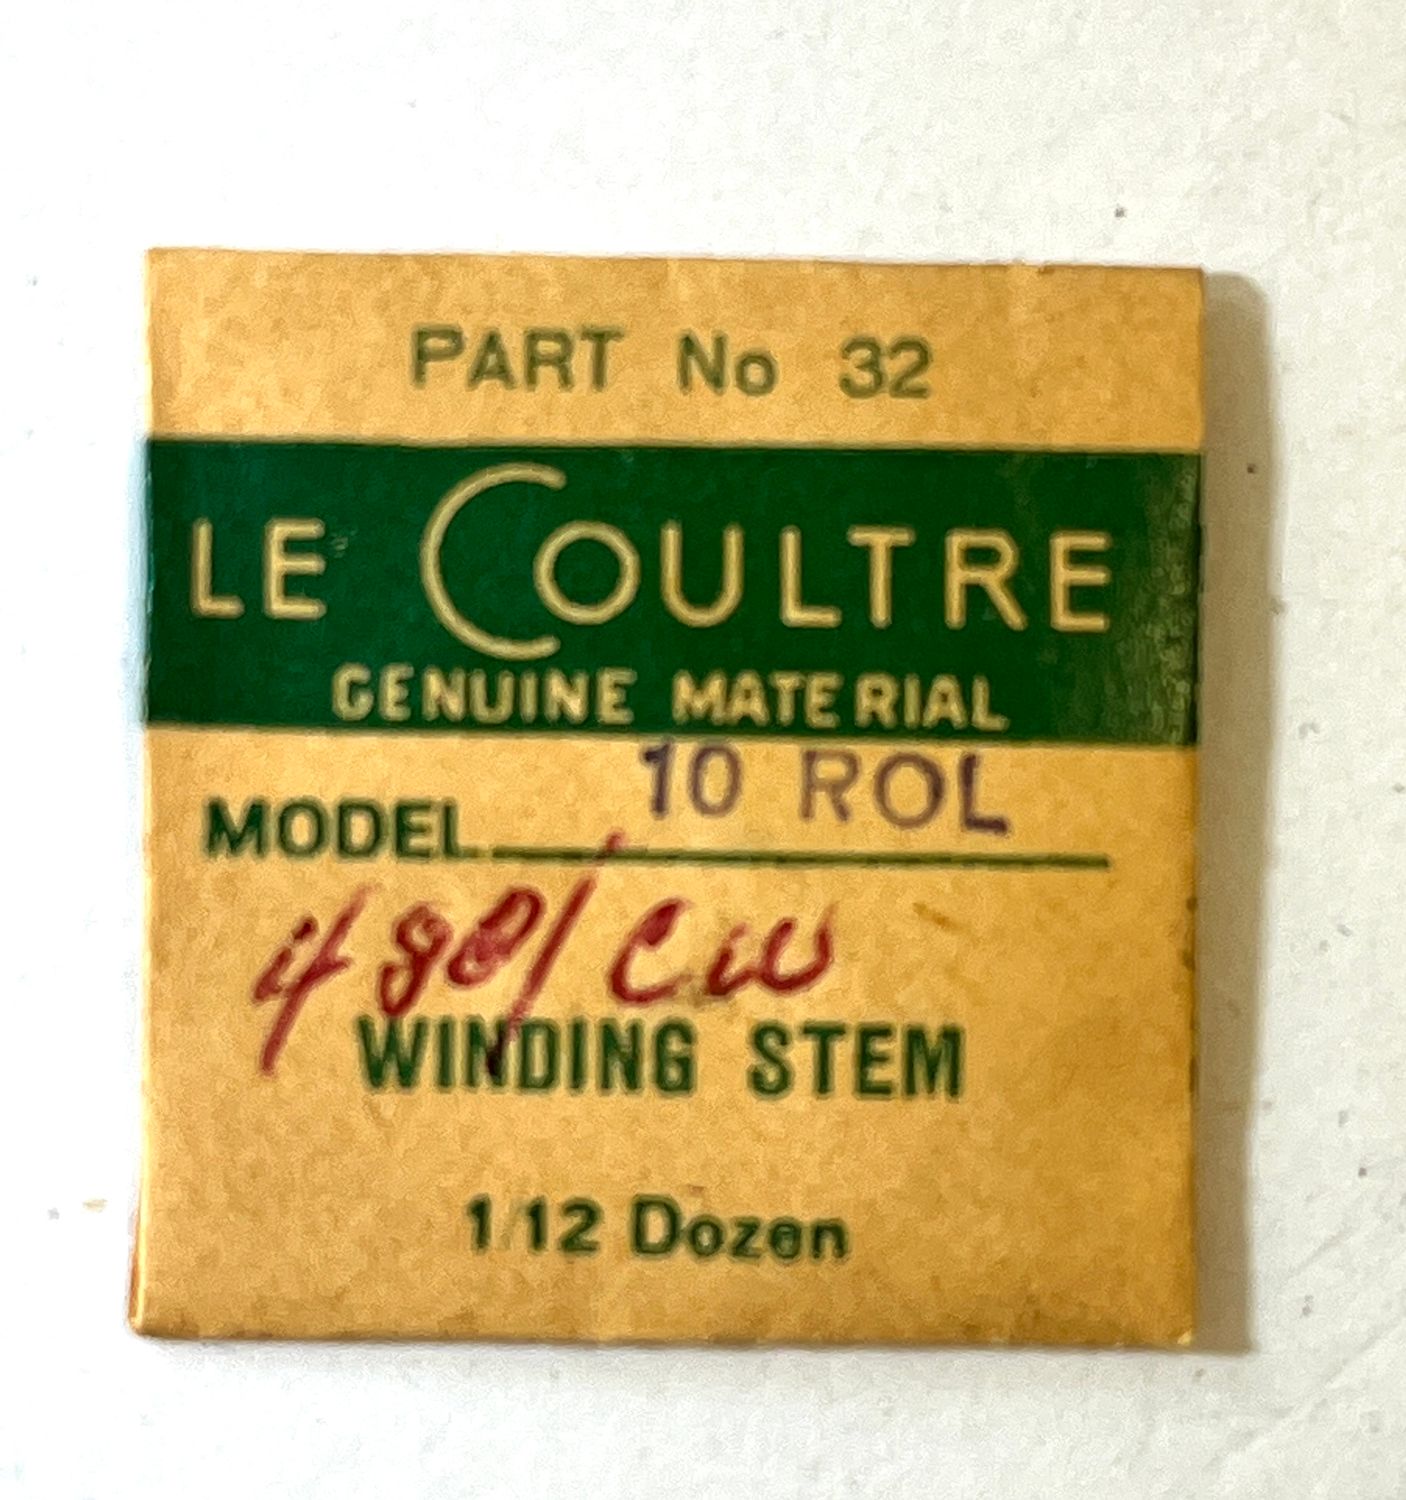 PART No 32
LE COULTRE
GENUINE MATERIAL
10 ROL
MODEL
480/CW
WINDING STEM
1/12 Dozen